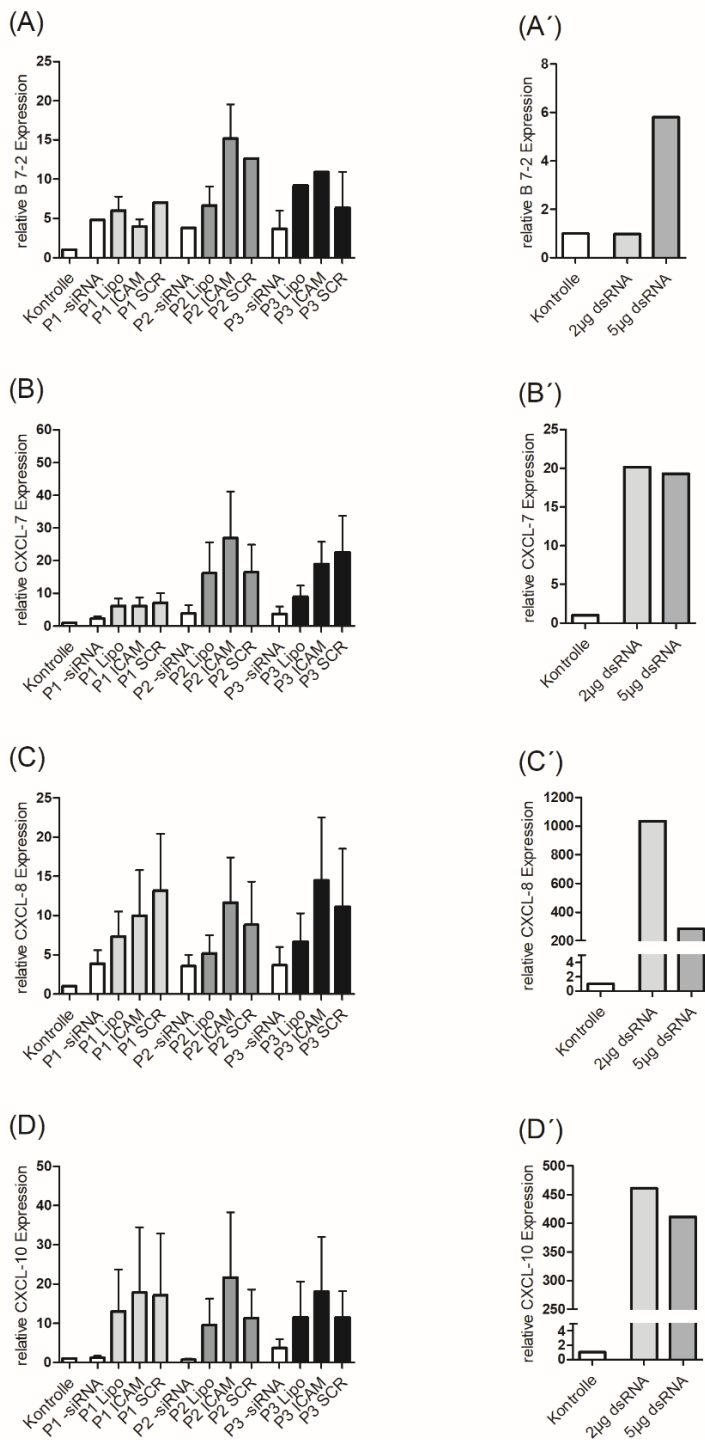 (A)
relative B 7-2 Expression
25
20
15
10
5
0
Kontrolle
P1 -siRNA
P1 Lipo
P1 ICAM
P1 SCR
P2 -siRNA
P2 Lipo
P2 ICAM
P2 SCR
P3 -siRNA
P3 Lipo
P3 ICAM
P3 SCR
(A´)
relative B 7-2 Expression
8
6
4
2
0
Kontrolle
2µg dsRNA
5µg dsRNA
(B)
relative CXCL-7 Expression
60
50
40
30
20
10
0
Kontrolle
P1 -siRNA
P1 Lipo
P1 ICAM
P1 SCR
P2 -siRNA
P2 Lipo
P2 ICAM
P2 SCR
P3 -siRNA
P3 Lipo
P3 ICAM
P3 SCR
(B´)
relative CXCL-7 Expression
25
20
15
10
5
0
Kontrolle
2µg dsRNA
5µg dsRNA
(C)
relative CXCL-8 Expression
25
20
15
10
5
0
Kontrolle
P1 -siRNA
P1 Lipo
P1 ICAM
P1 SCR
P2 -siRNA
P2 Lipo
P2 ICAM
P2 SCR
P3 -siRNA
P3 Lipo
P3 ICAM
P3 SCR
(C´)
relative CXCL-8 Expression
1200
1000
800
600
400
200
4
2
0
Kontrolle
2µg dsRNA
5µg dsRNA
(D)
relative CXCL-10 Expression
50
40
30
20
10
0
Kontrolle
P1 -siRNA
P1 Lipo
P1 ICAM
P1 SCR
P2 -siRNA
P2 Lipo
P2 ICAM
P2 SCR
P3 -siRNA
P3 Lipo
P3 ICAM
P3 SCR
(D´)
relative CXCL-10 Expression
500
450
400
350
300
250
4
2
0
Kontrolle
2µg dsRNA
5µg dsRNA